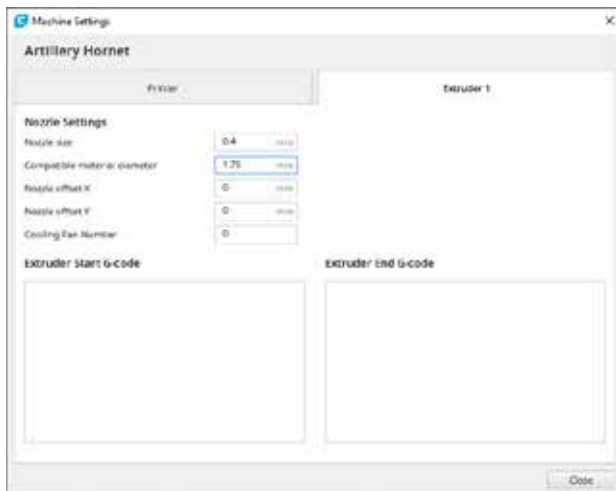 Machine Settings
Artillery Hornet
Printer
Extruder 1
Nozzle Settings
Nozzle size 0.4 mm
Compatible material diameter 1.75 mm
Nozzle offset X 0 mm
Nozzle offset Y 0 mm
Cooling Fan Number 0
Extruder Start G-code
Extruder End G-code
Close